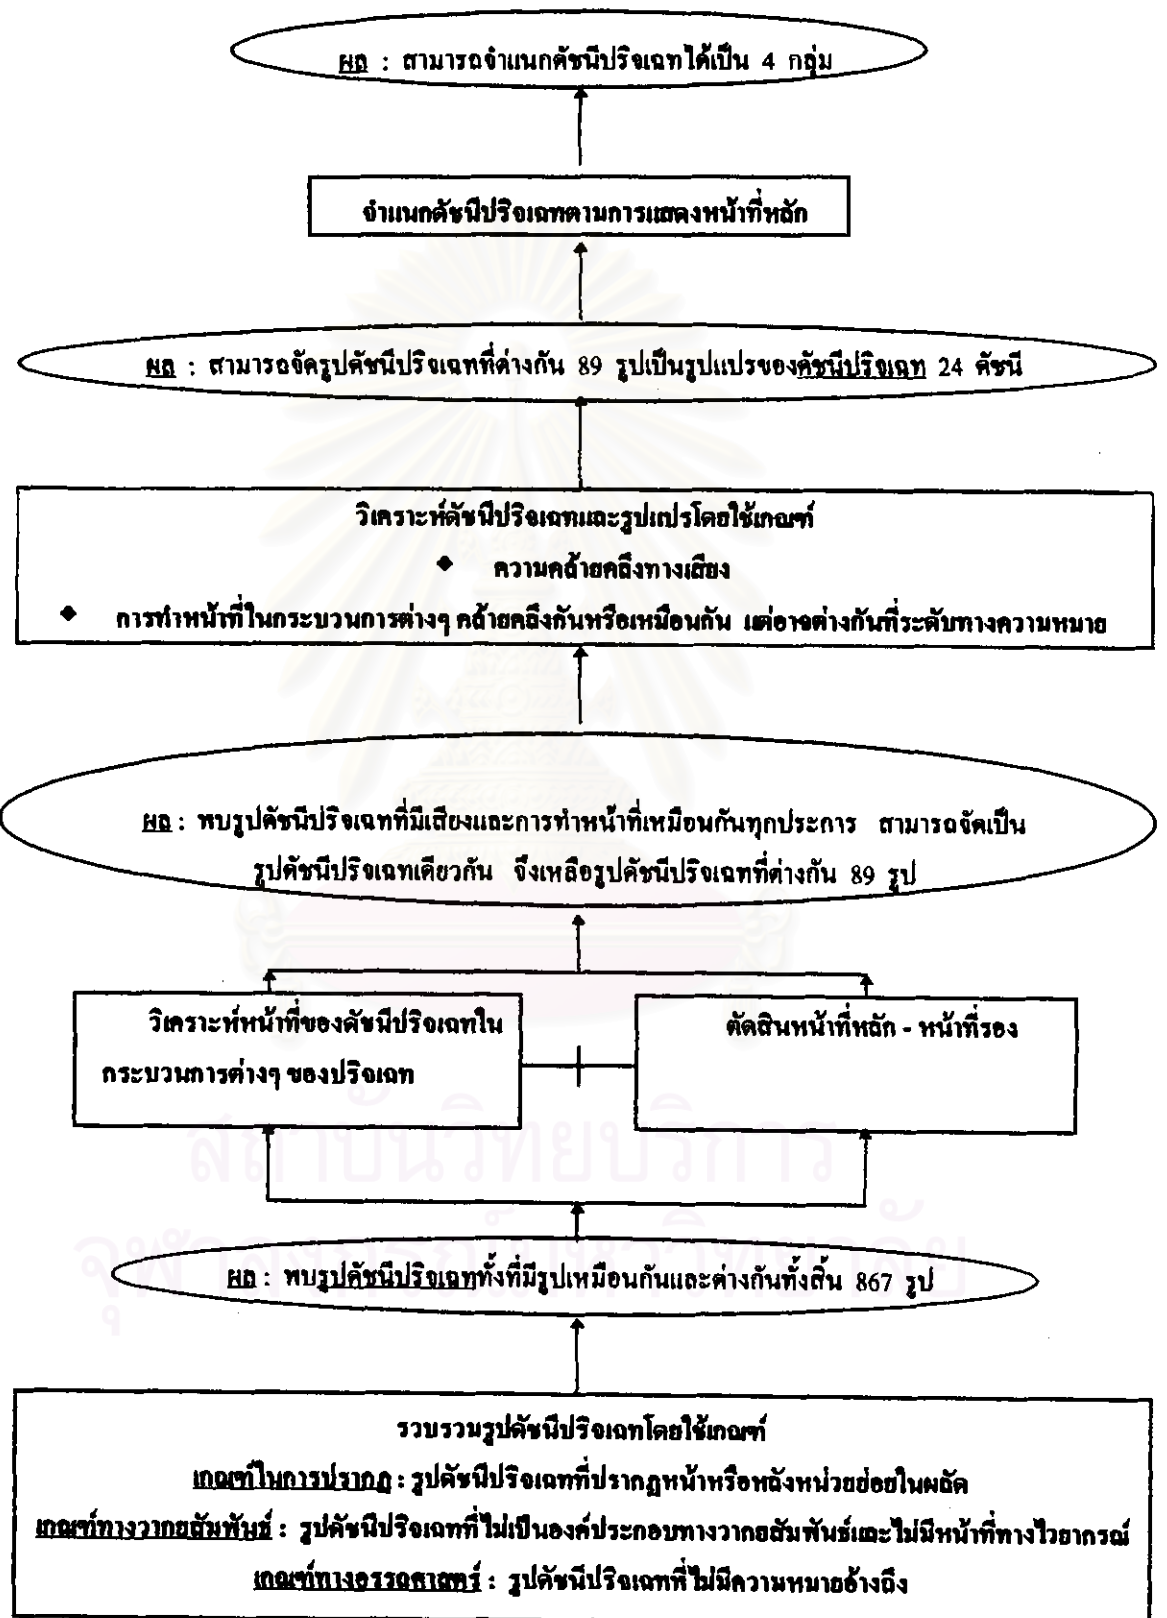 ผล : สามารถจำแนกดัชนีปริจเฉทได้เป็น 4 กลุ่ม
จำแนกดัชนีปริจเฉทตามการแสดงหน้าที่หลัก
ผล : สามารถจัดรูปดัชนีปริจเฉทที่ต่างกัน 89 รูปเป็นรูปแปรของดัชนีปริจเฉท 24 ดัชนี
วิเคราะห์ดัชนีปริจเฉทและรูปแปรโดยใช้เกณฑ์
◆ ความคล้ายคลึงทางเสียง
◆ การทำหน้าที่ในกระบวนการต่างๆ คล้ายคลึงกันหรือเหมือนกัน แต่อาจต่างกันที่ระดับทางความหมาย
ผล : พบรูปดัชนีปริจเฉทที่มีเสียงและการทำหน้าที่เหมือนกันทุกประการ สามารถจัดเป็น
รูปดัชนีปริจเฉทเดียวกัน จึงเหลือรูปดัชนีปริจเฉทที่ต่างกัน 89 รูป
วิเคราะห์หน้าที่ของดัชนีปริจเฉทใน
กระบวนการต่างๆ ของปริจเฉท
ตัดสินหน้าที่หลัก - หน้าที่รอง
สถาบันวิทยบริการ
จุฬาลงกรณ์มหาวิทยาลัย
ผล : พบรูปดัชนีปริจเฉททั้งที่มีรูปเหมือนกันและต่างกันทั้งสิ้น 867 รูป
รวบรวมรูปดัชนีปริจเฉทโดยใช้เกณฑ์
เกณฑ์ในการปรากฏ : รูปดัชนีปริจเฉทที่ปรากฏหน้าหรือหลังหน่วยย่อยในผลัด
เกณฑ์ทางวากยสัมพันธ์ : รูปดัชนีปริจเฉทที่ไม่เป็นองค์ประกอบทางวากยสัมพันธ์และไม่มีหน้าที่ทางไวยากรณ์
เกณฑ์ทางอรรถศาสตร์ : รูปดัชนีปริจเฉทที่ไม่มีความหมายอ้างถึง